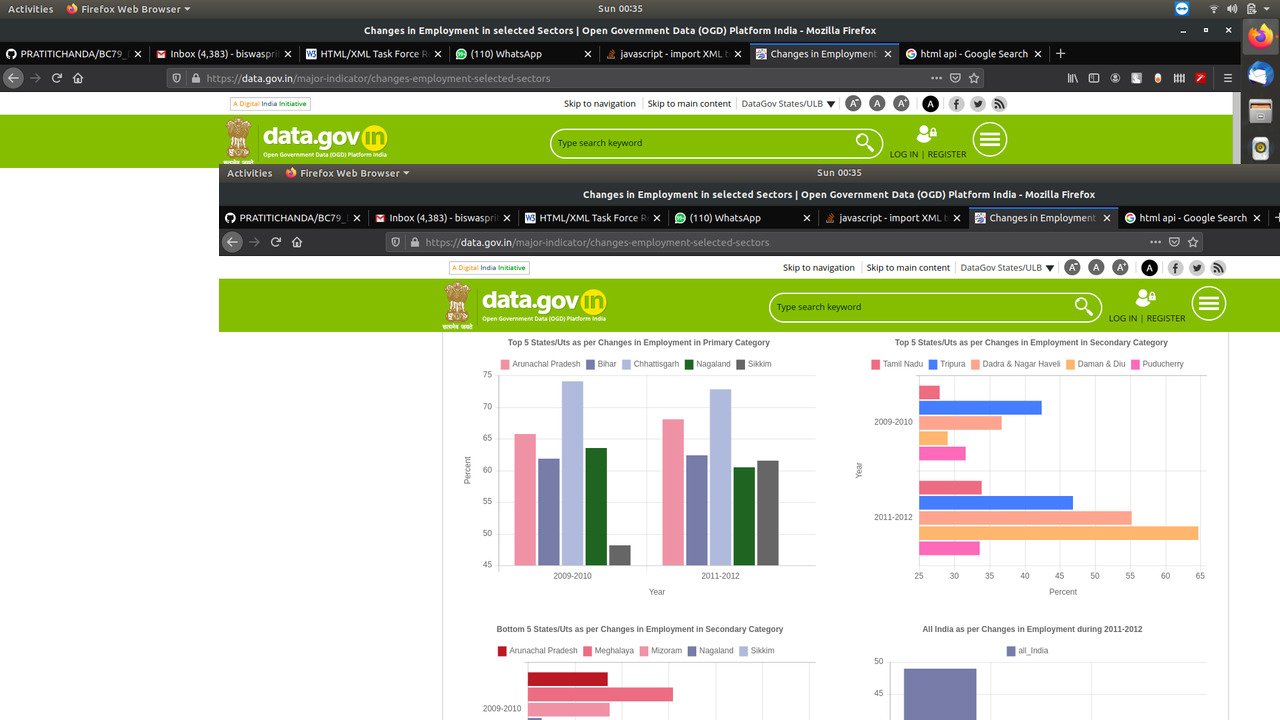 Activities Firefox Web Browser Sun 00:35
Changes in Employment in selected Sectors | Open Government Data (OGD) Platform India - Mozilla Firefox
PRATITICHANDA/BC79_ Inbox (4,383) - biswaspri HTML/XML Task Force Re (110) WhatsApp javascript - import XML t Changes in Employment html api - Google Search
https://data.gov.in/major-indicator/changes-employment-selected-sectors
A Digital India Initiative Skip to navigation Skip to main content DataGov States/ULB A- A A+ A
data.gov in
Open Government Data (OGD) Platform India
Type search keyword
LOG IN | REGISTER
Activities Firefox Web Browser Sun 00:35
Changes in Employment in selected Sectors | Open Government Data (OGD) Platform India - Mozilla Firefox
PRATITICHANDA/BC79_ Inbox (4,383) - biswasprit HTML/XML Task Force Re (110) WhatsApp javascript - import XML t Changes in Employment html api - Google Search
https://data.gov.in/major-indicator/changes-employment-selected-sectors
A Digital India Initiative Skip to navigation Skip to main content DataGov States/ULB A- A A+ A
data.gov in
Open Government Data (OGD) Platform India
सत्यमेव जयते
Type search keyword
LOG IN | REGISTER
Top 5 States/Uts as per Changes in Employment in Primary Category
Arunachal Pradesh Bihar Chhattisgarh Nagaland Sikkim
75
70
65
60
55
50
45
Percent
2009-2010 2011-2012
Year
Top 5 States/Uts as per Changes in Employment in Secondary Category
Tamil Nadu Tripura Dadra & Nagar Haveli Daman & Diu Puducherry
2009-2010
Year
2011-2012
25 30 35 40 45 50 55 60 65
Percent
Bottom 5 States/Uts as per Changes in Employment in Secondary Category
Arunachal Pradesh Meghalaya Mizoram Nagaland Sikkim
2009-2010
All India as per Changes in Employment during 2011-2012
all_India
50
45